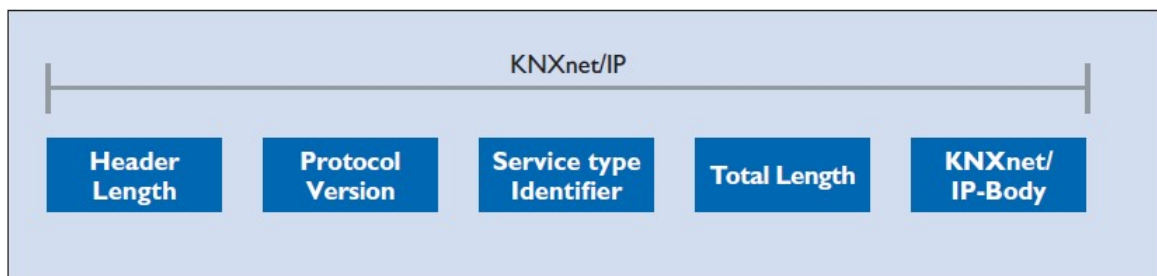 KNXnet/IP
Header
Length
Protocol
Version
Service type
Identifier
Total Length
KNXnet/
IP-Body